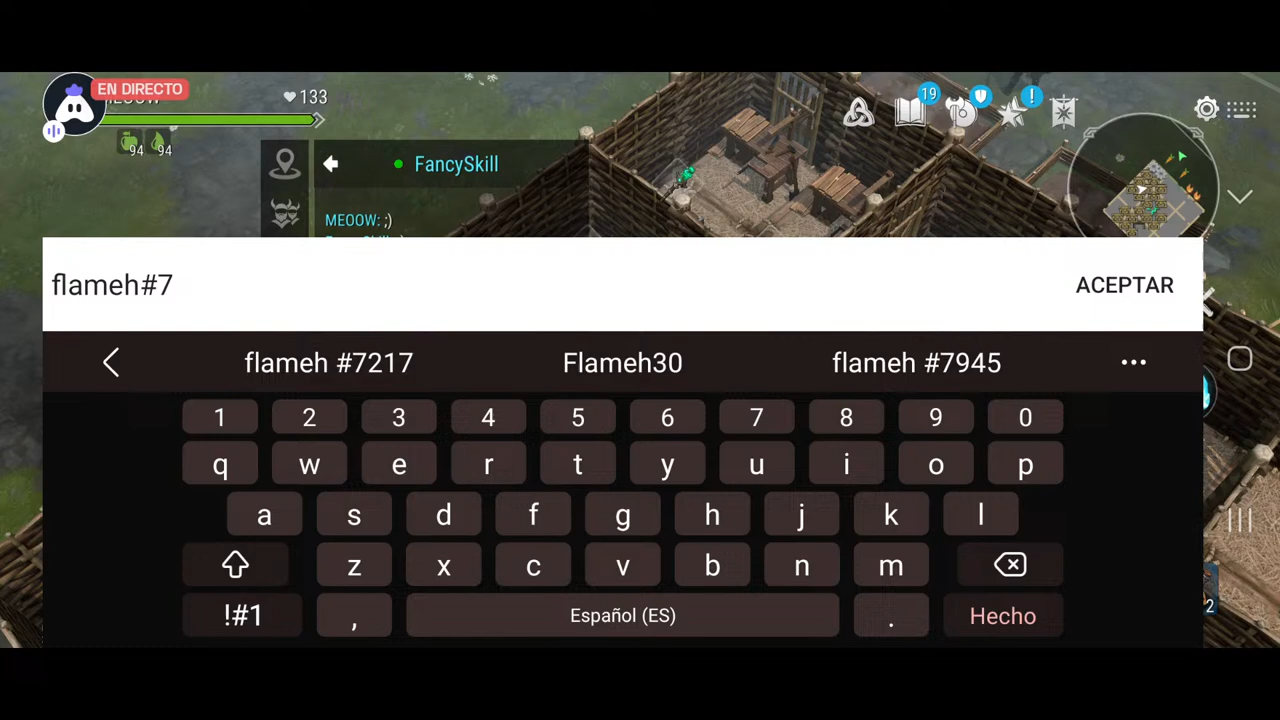 EN DIRECTO
133
94
94
19
!
FancySkill
MEOOW: ;)
flameh#7
ACEPTAR
flameh #7217
Flameh30
flameh #7945
...
1 2 3 4 5 6 7 8 9 0
q w e r t y u i o p
a s d f g h j k l
z x c v b n m
!#1 , Español (ES) . Hecho
2